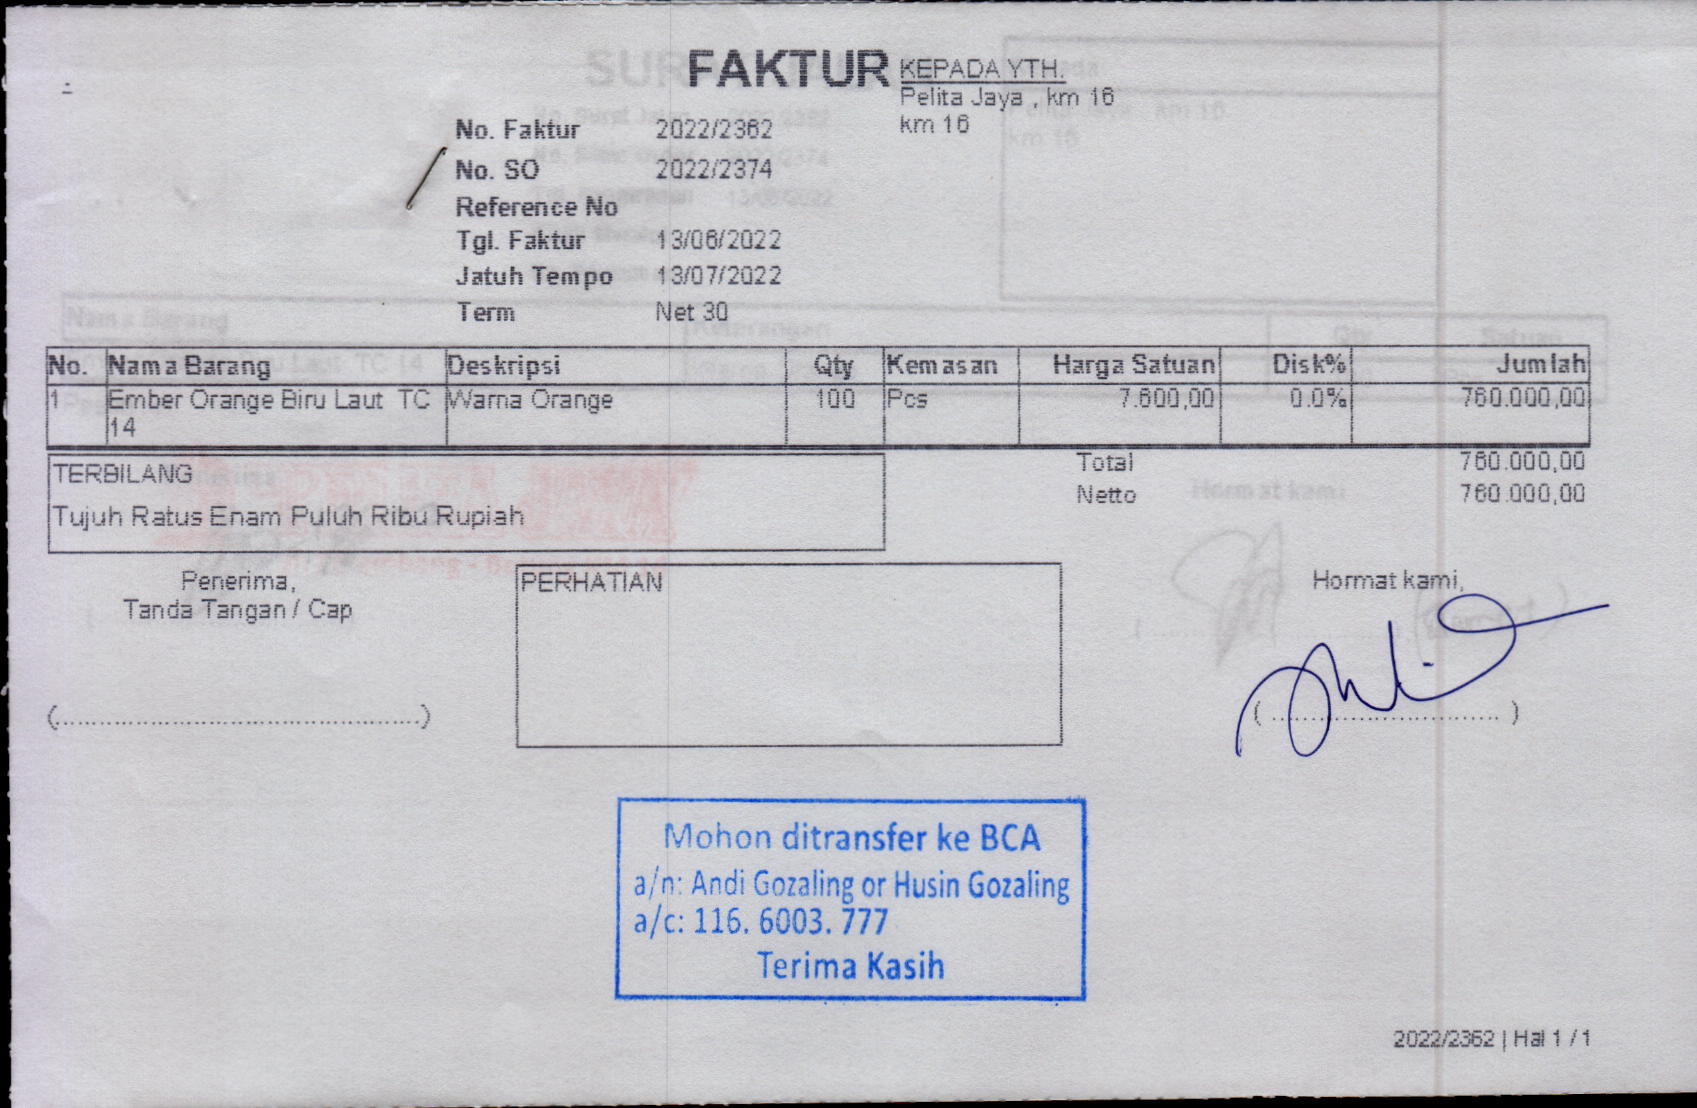 FAKTUR
KEPADA YTH.
Pelita Jaya , km 16
km 16
No. Faktur 2022/2362
No. SO 2022/2374
Reference No
Tgl. Faktur 13/06/2022
Jatuh Tempo 13/07/2022
Term Net 30
No. Nama Barang Deskripsi Qty Kemasan Harga Satuan Disk% Jumlah
1 Ember Orange Biru Laut TC Warna Orange 100 Pcs 7.600,00 0.0% 760.000,00
14
TERBILANG
Tujuh Ratus Enam Puluh Ribu Rupiah
Total 760.000,00
Netto 760.000,00
Penerima,
Tanda Tangan / Cap
PERHATIAN
Hormat kami,
(..............................................)
( .............................. )
Mohon ditransfer ke BCA
a/n: Andi Gozaling or Husin Gozaling
a/c: 116. 6003. 777
Terima Kasih
2022/2362 | Hal 1 / 1